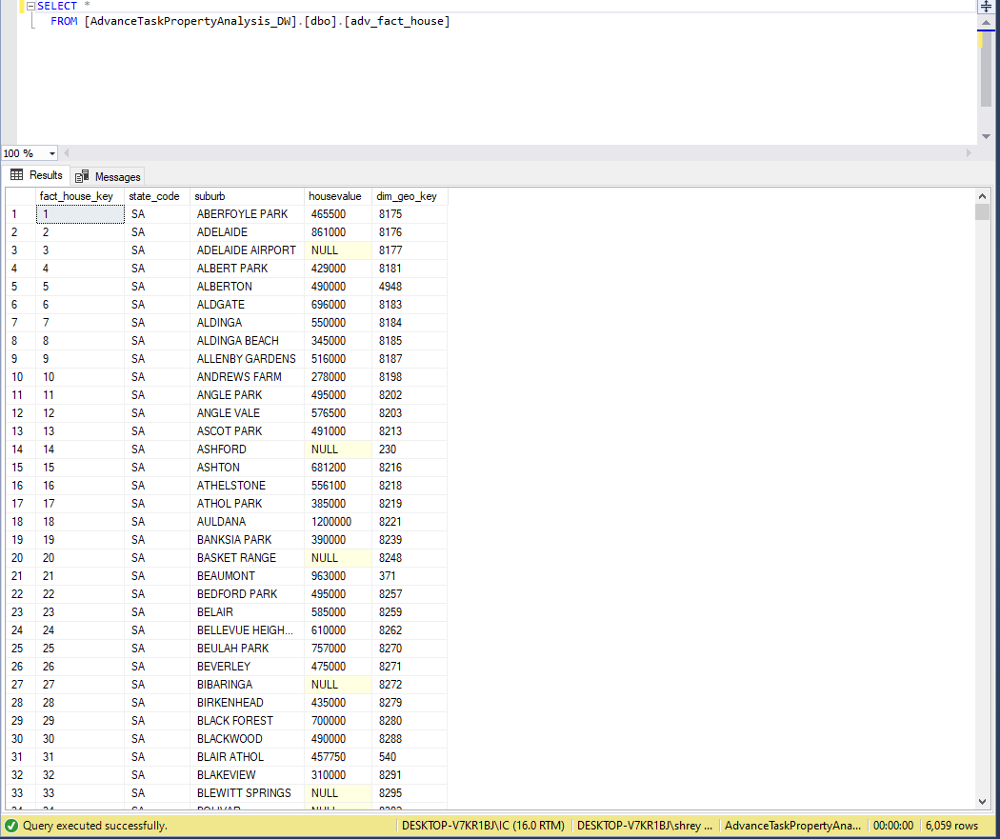 SELECT *
FROM [AdvanceTaskPropertyAnalysis_DW].[dbo].[adv_fact_house]
100 %
Results Messages
fact_house_key state_code suburb housevalue dim_geo_key
1 1 SA ABERFOYLE PARK 465500 8175
2 2 SA ADELAIDE 861000 8176
3 3 SA ADELAIDE AIRPORT NULL 8177
4 4 SA ALBERT PARK 429000 8181
5 5 SA ALBERTON 490000 4948
6 6 SA ALDGATE 696000 8183
7 7 SA ALDINGA 550000 8184
8 8 SA ALDINGA BEACH 345000 8185
9 9 SA ALLENBY GARDENS 516000 8187
10 10 SA ANDREWS FARM 278000 8198
11 11 SA ANGLE PARK 495000 8202
12 12 SA ANGLE VALE 576500 8203
13 13 SA ASCOT PARK 491000 8213
14 14 SA ASHFORD NULL 230
15 15 SA ASHTON 681200 8216
16 16 SA ATHELSTONE 556100 8218
17 17 SA ATHOL PARK 385000 8219
18 18 SA AULDANA 1200000 8221
19 19 SA BANKSIA PARK 390000 8239
20 20 SA BASKET RANGE NULL 8248
21 21 SA BEAUMONT 963000 371
22 22 SA BEDFORD PARK 495000 8257
23 23 SA BELAIR 585000 8259
24 24 SA BELLEVUE HEIGH... 610000 8262
25 25 SA BEULAH PARK 757000 8270
26 26 SA BEVERLEY 475000 8271
27 27 SA BIBARINGA NULL 8272
28 28 SA BIRKENHEAD 435000 8279
29 29 SA BLACK FOREST 700000 8280
30 30 SA BLACKWOOD 490000 8288
31 31 SA BLAIR ATHOL 457750 540
32 32 SA BLAKEVIEW 310000 8291
33 33 SA BLEWITT SPRINGS NULL 8295
Query executed successfully. DESKTOP-V7KR1BJ\IC (16.0 RTM) DESKTOP-V7KR1BJ\shrey ... AdvanceTaskPropertyAna... 00:00:00 6,059 rows